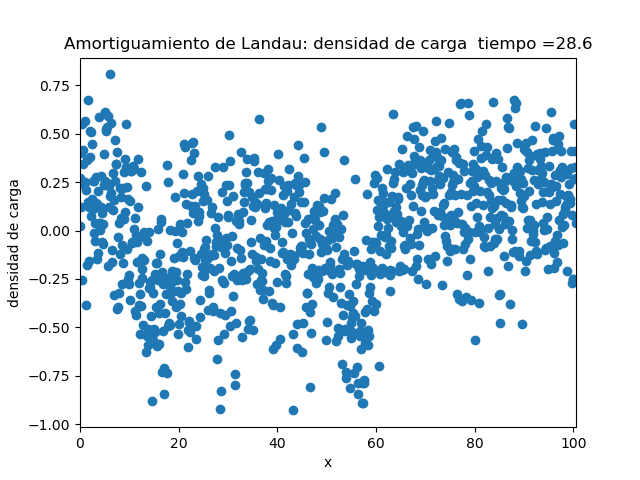 Amortiguamiento de Landau: densidad de carga  tiempo =28.6
densidad de carga
0.75
0.50
0.25
0.00
−0.25
−0.50
−0.75
−1.00
0 20 40 60 80 100
x